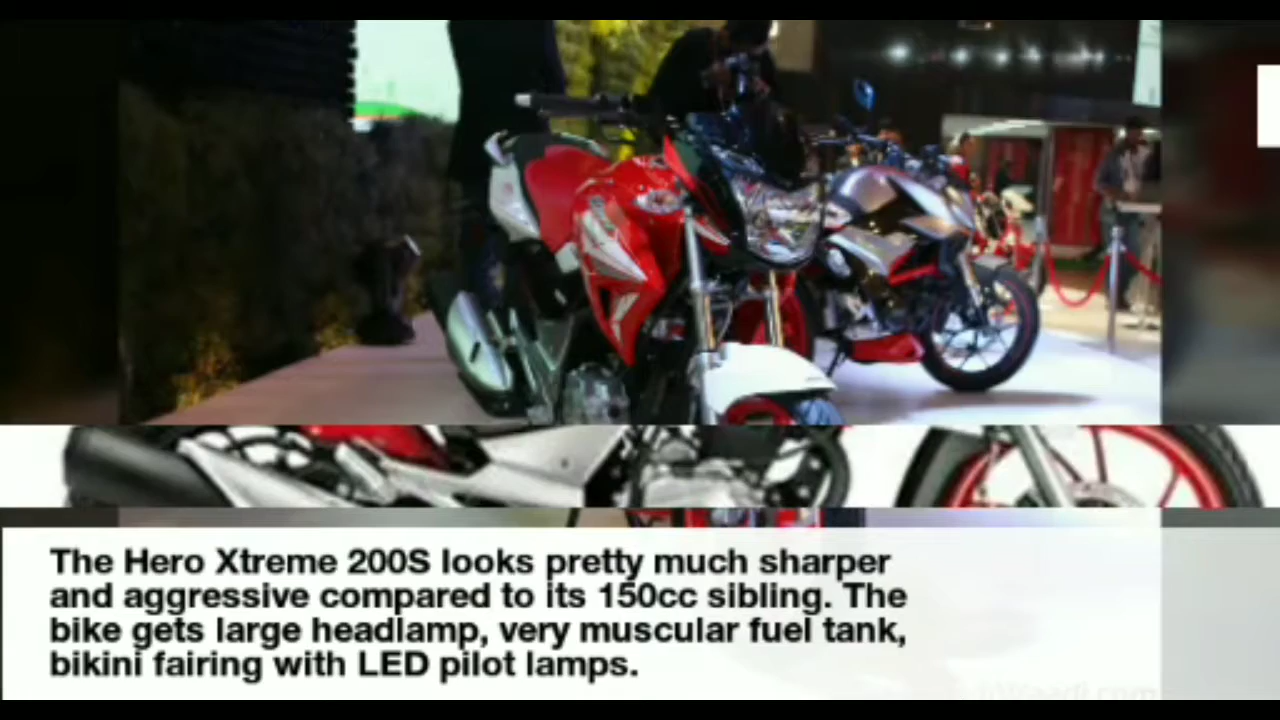 The Hero Xtreme 200S looks pretty much sharper
and aggressive compared to its 150cc sibling. The
bike gets large headlamp, very muscular fuel tank,
bikini fairing with LED pilot lamps.